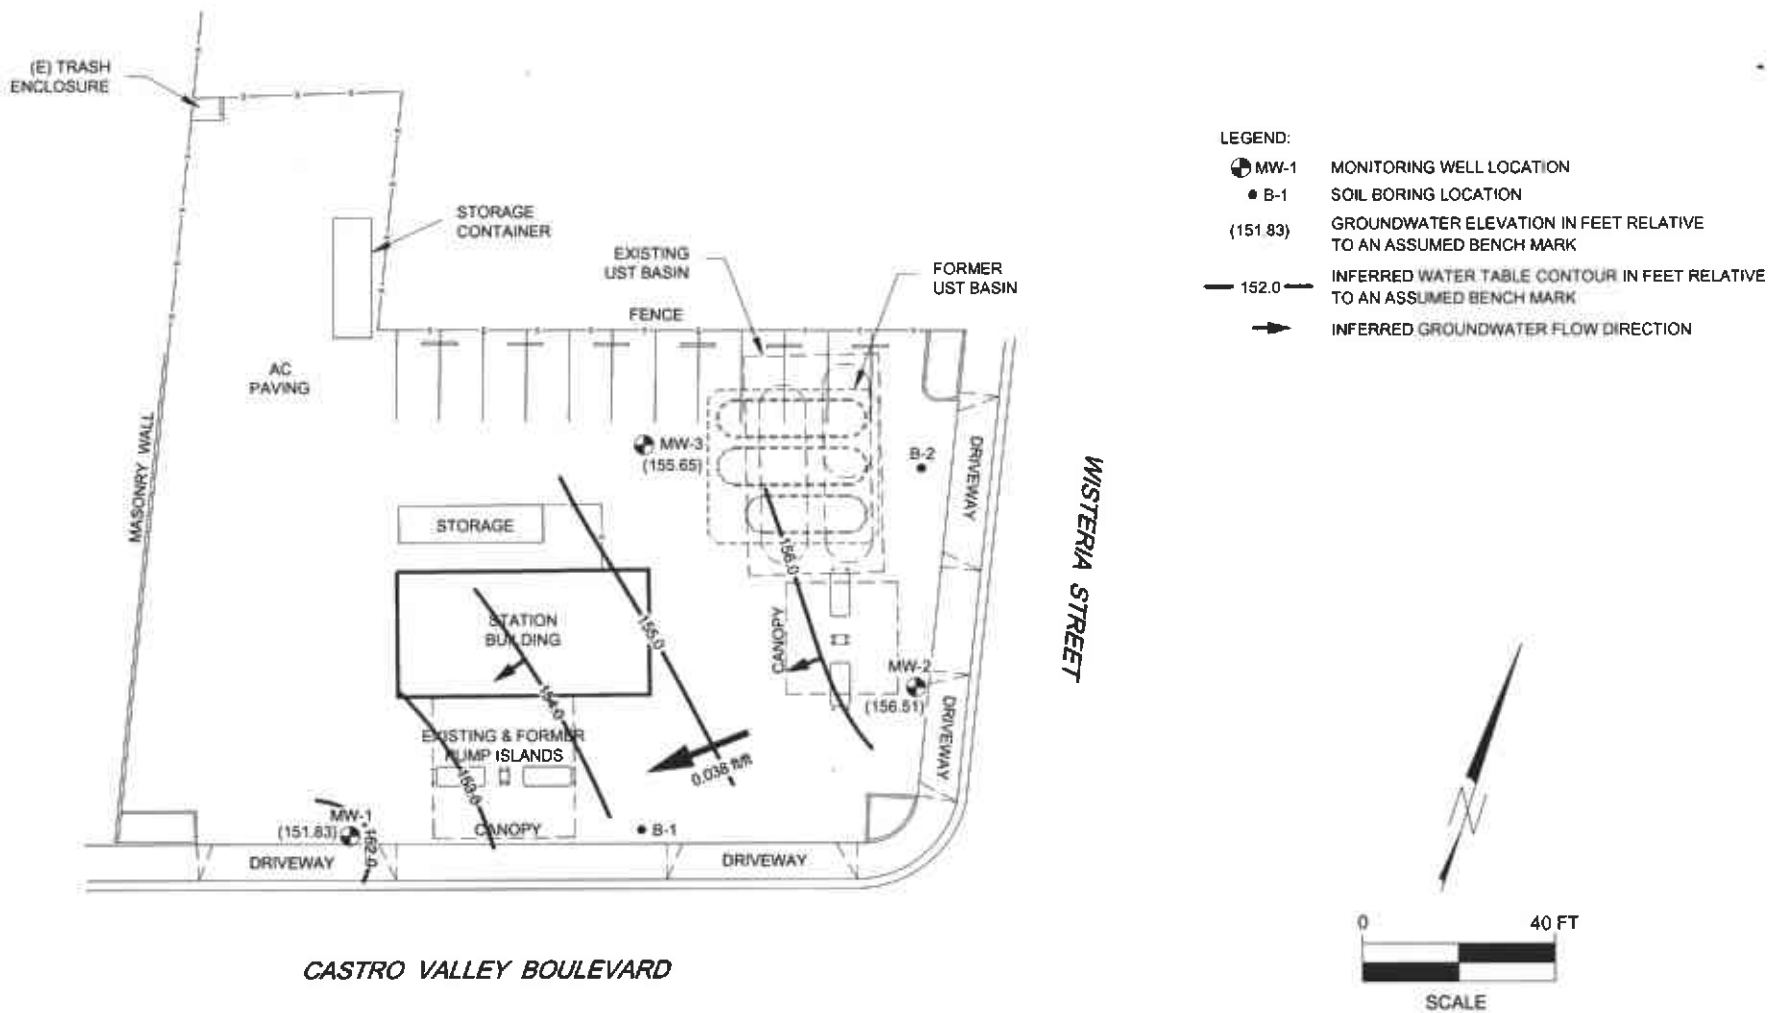 (E) TRASH
ENCLOSURE
STORAGE
CONTAINER
EXISTING
UST BASIN
FORMER
UST BASIN
FENCE
AC
PAVING
MASONRY WALL
MW-3
(155.65)
B-2
DRIVEWAY
WISTERIA STREET
STORAGE
156.0
STATION
BUILDING
155.0
CANOPY
MW-2
(156.51)
154.0
DRIVEWAY
EXISTING & FORMER
PUMP ISLANDS
0.038 ft/ft
153.0
MW-1
(151.83)
152.0
CANOPY
B-1
DRIVEWAY
DRIVEWAY
CASTRO VALLEY BOULEVARD
LEGEND:
MW-1 MONITORING WELL LOCATION
B-1 SOIL BORING LOCATION
(151.83) GROUNDWATER ELEVATION IN FEET RELATIVE
TO AN ASSUMED BENCH MARK
152.0 INFERRED WATER TABLE CONTOUR IN FEET RELATIVE
TO AN ASSUMED BENCH MARK
INFERRED GROUNDWATER FLOW DIRECTION
N
0 40 FT
SCALE